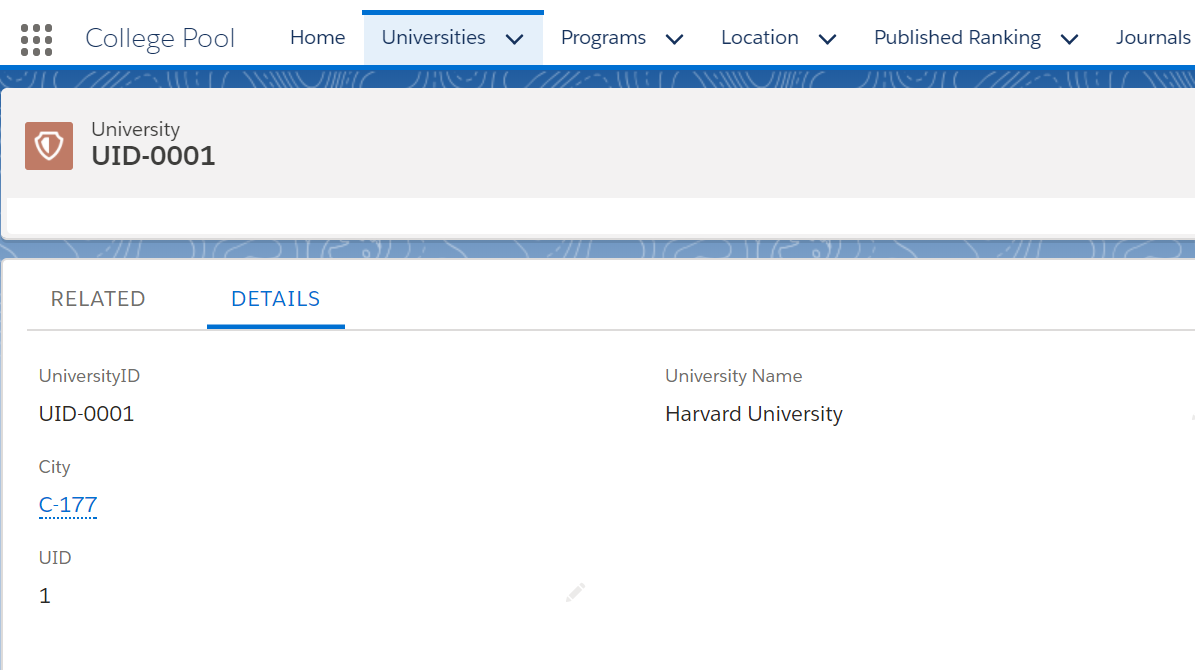 College Pool Home Universities Programs Location Published Ranking Journals
University
UID-0001
RELATED DETAILS
UniversityID University Name
UID-0001 Harvard University
City
C-177
UID
1